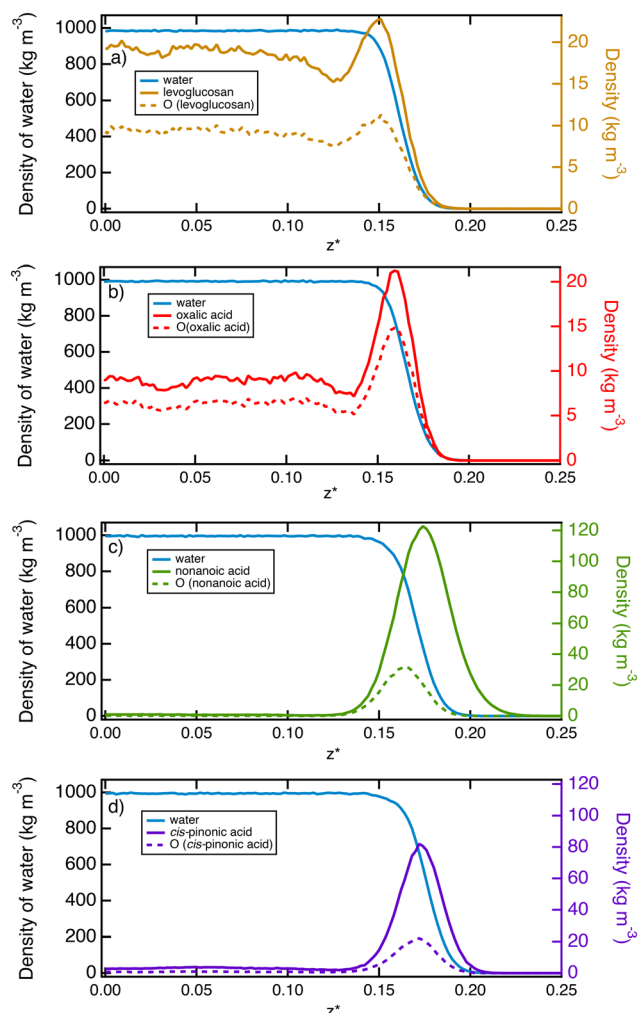 a)
Density of water (kg m-3)
1000
800
600
400
200
0
water
levoglucosan
O (levoglucosan)
20
15
10
5
0
Density (kg m-3)
0.00 0.05 0.10 0.15 0.20 0.25
z*
b)
Density of water (kg m-3)
1000
800
600
400
200
0
water
oxalic acid
O(oxalic acid)
20
15
10
5
0
Density (kg m-3)
0.00 0.05 0.10 0.15 0.20 0.25
z*
c)
Density of water (kg m-3)
1000
800
600
400
200
0
water
nonanoic acid
O (nonanoic acid)
120
100
80
60
40
20
0
Density (kg m-3)
0.00 0.05 0.10 0.15 0.20 0.25
z*
d)
Density of water (kg m-3)
1000
800
600
400
200
0
water
cis-pinonic acid
O (cis-pinonic acid)
120
100
80
60
40
20
0
Density (kg m-3)
0.00 0.05 0.10 0.15 0.20 0.25
z*